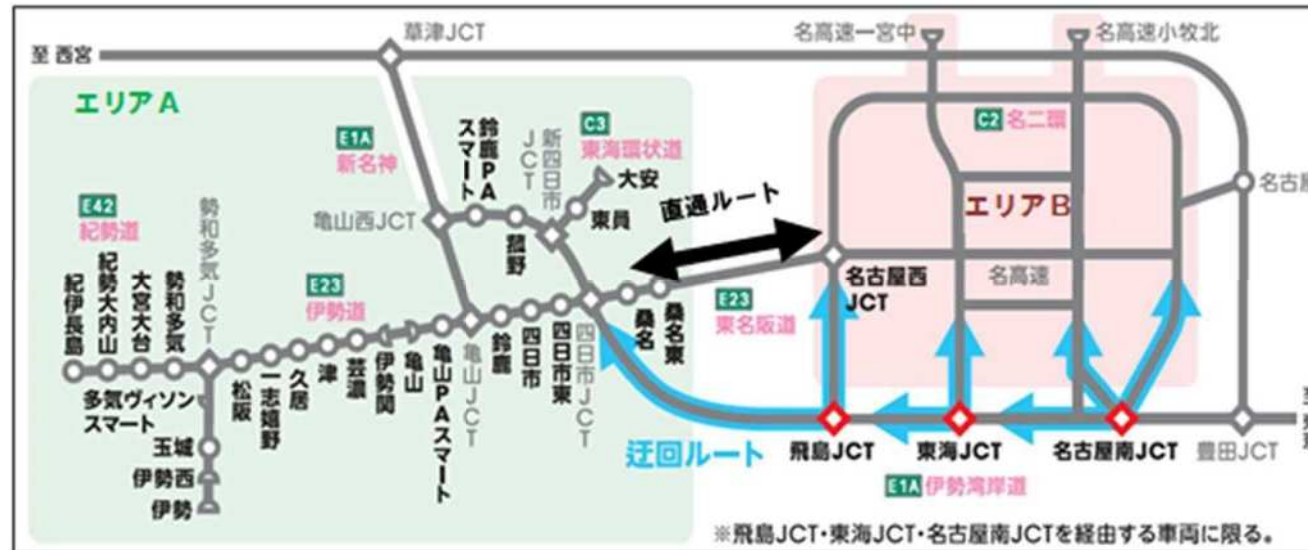 草津JCT
名高速一宮中
名高速小牧北
至 西宮
エリアA
E1A
新名神
鈴鹿PA
スマート
新四日市
JCT
C3
東海環状道
大安
東員
C2 名二環
エリアB
直通ルート
名古屋
E42
紀勢道
勢和多気JCT
亀山西JCT
菰野
紀伊長島
紀勢大内山
大宮大台
勢和多気
E23
伊勢道
E23
東名阪道
名古屋西
JCT
名高速
松阪
一志嬉野
久居
津
芸濃
伊勢関
亀山
亀山PAスマート
亀山JCT
鈴鹿
四日市
四日市東
四日市JCT
桑名
桑名東
多気ヴィソン
スマート
玉城
伊勢西
伊勢
迂回ルート
飛島JCT
東海JCT
名古屋南JCT
豊田JCT
至
E1A 伊勢湾岸道
※飛島JCT・東海JCT・名古屋南JCTを経由する車両に限る。